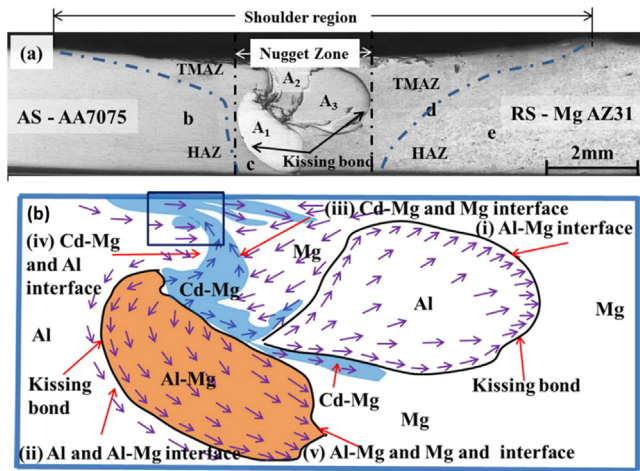 Shoulder region
(a)
Nugget Zone
TMAZ
A2
TMAZ
A3
AS - AA7075
b
d
RS - Mg AZ31
A1
e
HAZ
c
Kissing bond
HAZ
2mm
(b)
(iii) Cd-Mg and Mg interface
(iv) Cd-Mg
and Al
interface
Mg
(i) Al-Mg interface
Cd-Mg
Al
Mg
Al
Kissing
bond
Al-Mg
Kissing bond
Cd-Mg
Mg
(ii) Al and Al-Mg interface
(v) Al-Mg and Mg and interface